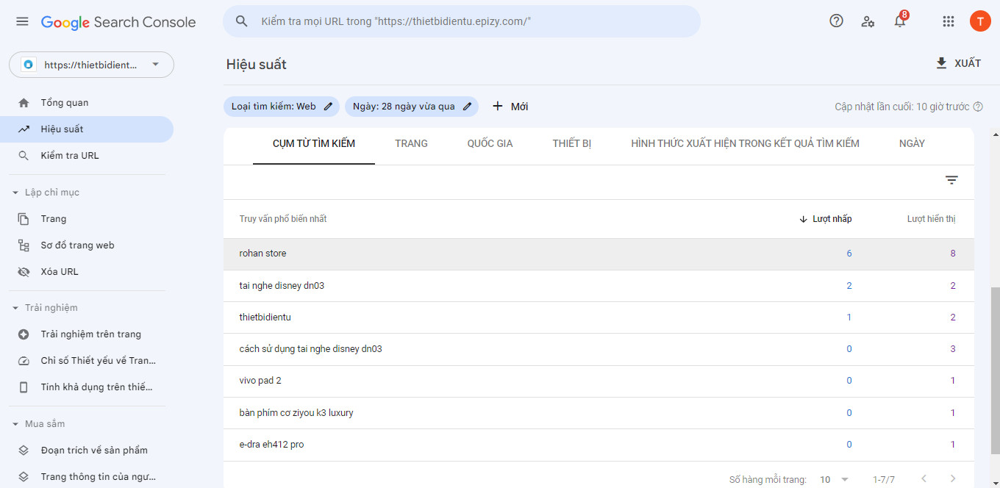 Google Search Console
Kiểm tra mọi URL trong "https://thietbidientu.epizy.com/"
8
T
https://thietbidient...
Hiệu suất
XUẤT
Tổng quan
Hiệu suất
Kiểm tra URL
Lập chỉ mục
Trang
Sơ đồ trang web
Xóa URL
Trải nghiệm
Trải nghiệm trên trang
Chỉ số Thiết yếu về Tran...
Tính khả dụng trên thiế...
Mua sắm
Đoạn trích về sản phẩm
Trang thông tin của ngư...
Loại tìm kiếm: Web
Ngày: 28 ngày vừa qua
Mới
Cập nhật lần cuối: 10 giờ trước
CỤM TỪ TÌM KIẾM TRANG QUỐC GIA THIẾT BỊ HÌNH THỨC XUẤT HIỆN TRONG KẾT QUẢ TÌM KIẾM NGÀY
Truy vấn phổ biến nhất Lượt nhấp Lượt hiển thị
rohan store 6 8
tai nghe disney dn03 2 2
thietbidientu 1 2
cách sử dụng tai nghe disney dn03 0 3
vivo pad 2 0 1
bàn phím cơ ziyou k3 luxury 0 1
e-dra eh412 pro 0 1
Số hàng mỗi trang: 10 1-7/7